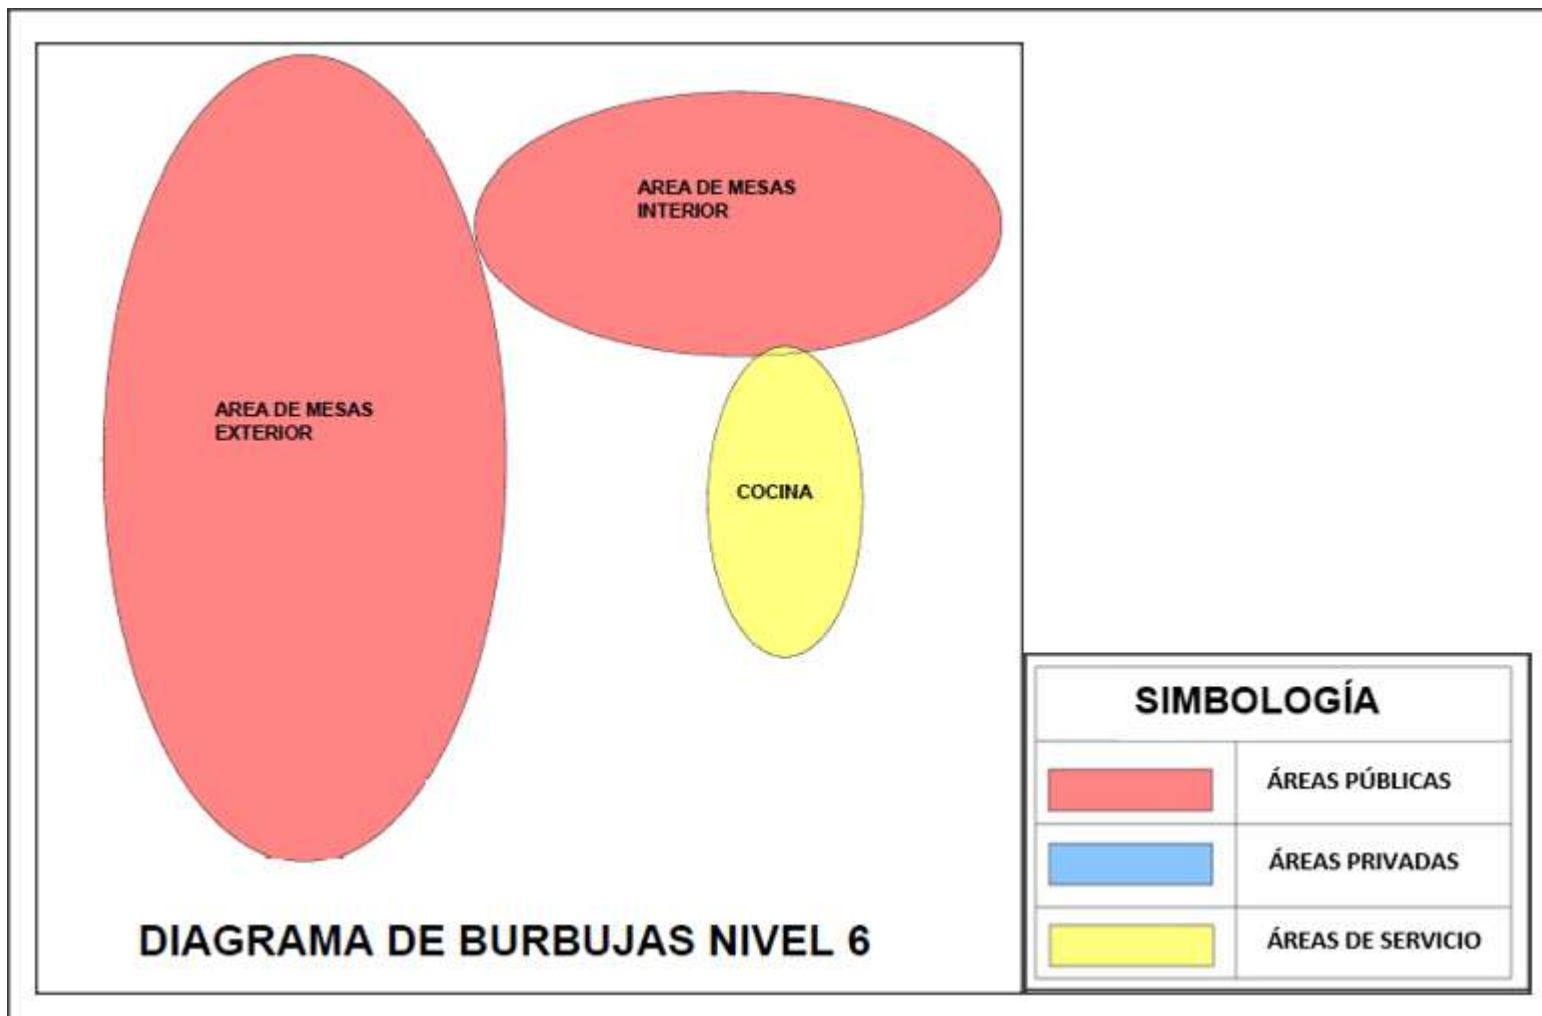 AREA DE MESAS
INTERIOR
AREA DE MESAS
EXTERIOR
COCINA
DIAGRAMA DE BURBUJAS NIVEL 6
SIMBOLOGÍA
ÁREAS PÚBLICAS
ÁREAS PRIVADAS
ÁREAS DE SERVICIO